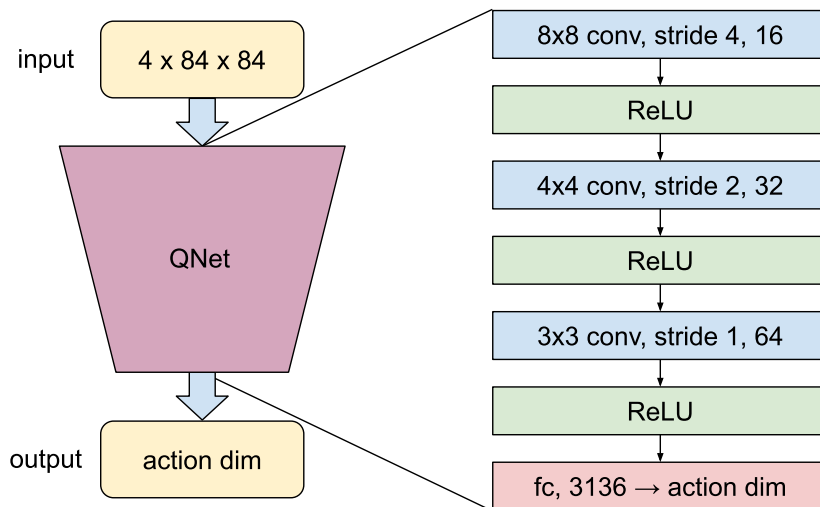 input
4 x 84 x 84
QNet
output
action dim
8x8 conv, stride 4, 16
ReLU
4x4 conv, stride 2, 32
ReLU
3x3 conv, stride 1, 64
ReLU
fc, 3136 → action dim